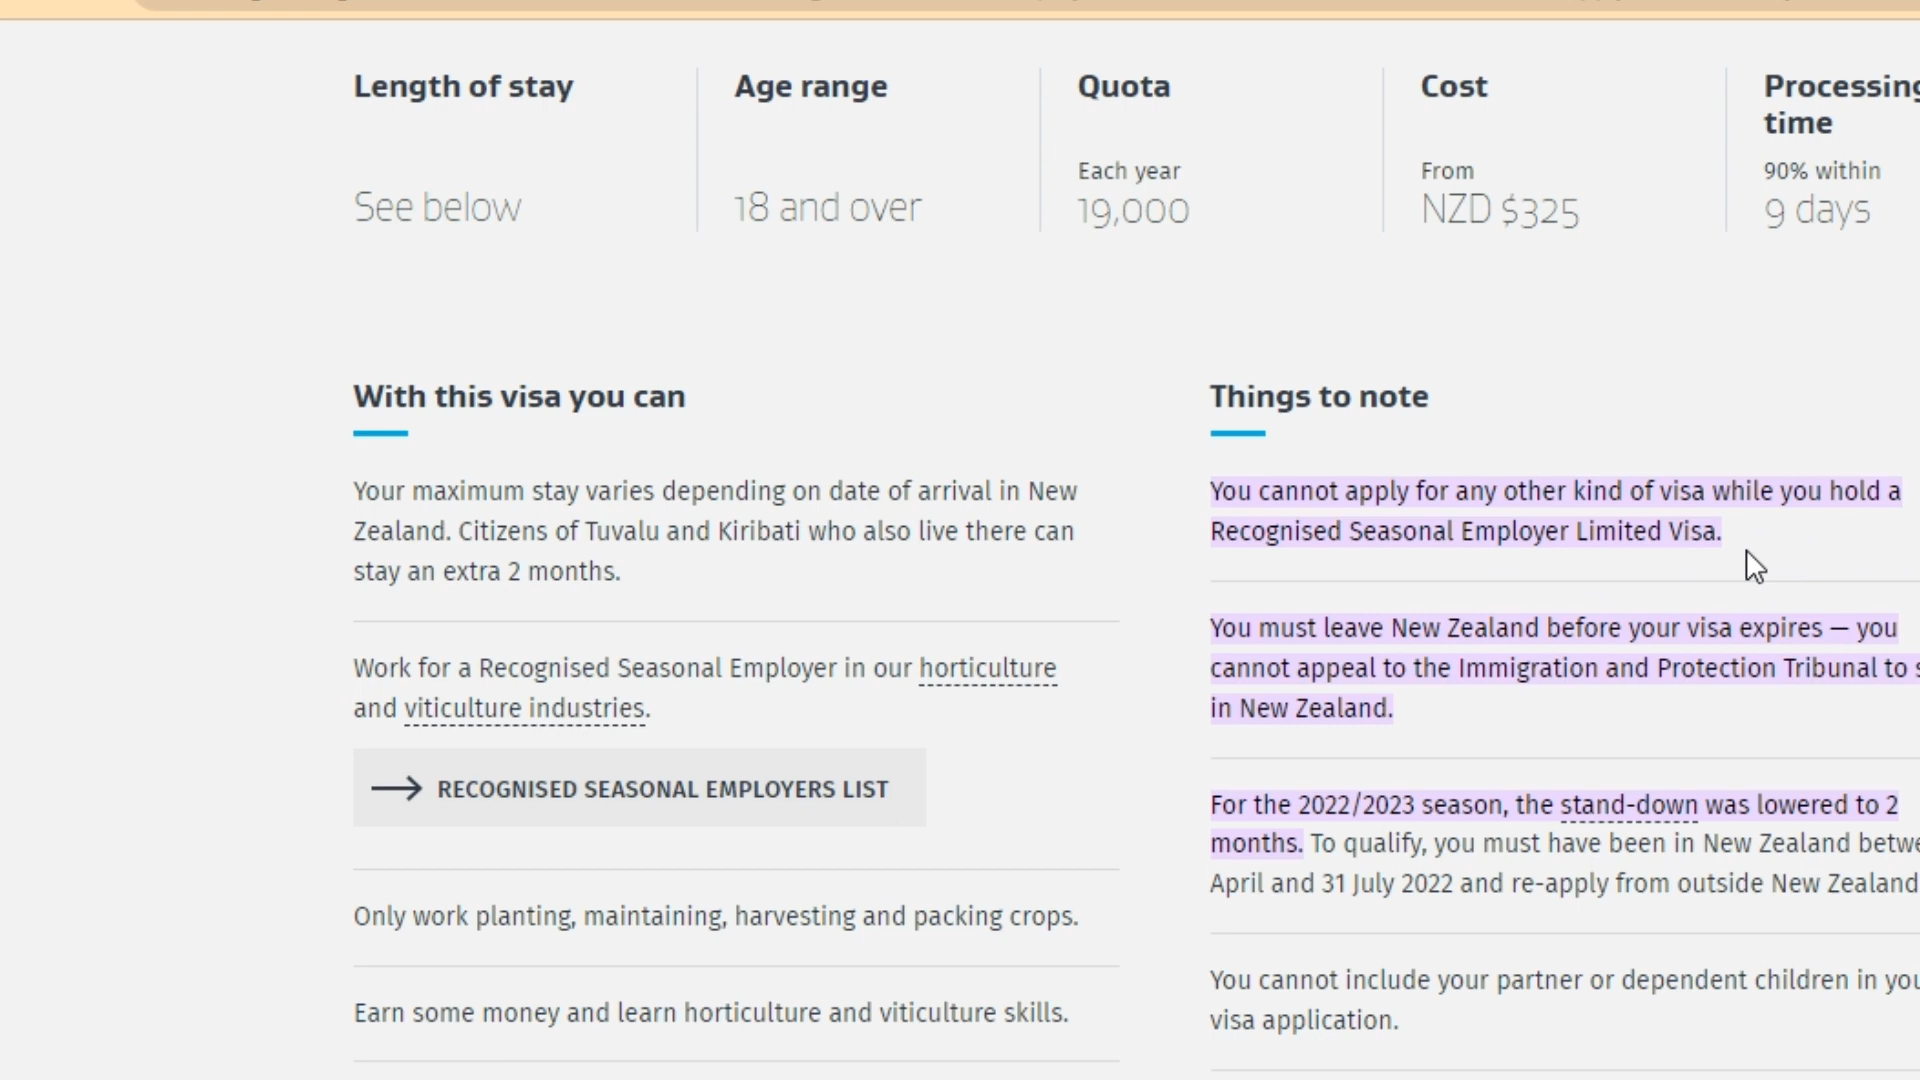 Length of stay
See below
Age range
18 and over
Quota
Each year
19,000
Cost
From
NZD $325
Processing
time
90% within
9 days
With this visa you can
Your maximum stay varies depending on date of arrival in New
Zealand. Citizens of Tuvalu and Kiribati who also live there can
stay an extra 2 months.
Work for a Recognised Seasonal Employer in our horticulture
and viticulture industries.
RECOGNISED SEASONAL EMPLOYERS LIST
Only work planting, maintaining, harvesting and packing crops.
Earn some money and learn horticulture and viticulture skills.
Things to note
You cannot apply for any other kind of visa while you hold a
Recognised Seasonal Employer Limited Visa.
You must leave New Zealand before your visa expires — you
cannot appeal to the Immigration and Protection Tribunal to
in New Zealand.
For the 2022/2023 season, the stand-down was lowered to 2
months. To qualify, you must have been in New Zealand
April and 31 July 2022 and re-apply from outside New Zealand
You cannot include your partner or dependent children in
visa application.